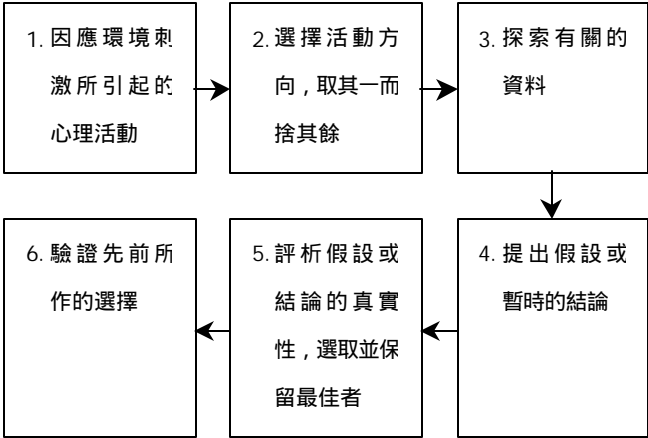 1. 因應環境刺
激所引起的
心理活動
2. 選擇活動方
向，取其一而
捨其餘
3. 探索有關的
資料
4. 提出假設或
暫時的結論
5. 評析假設或
結論的真實
性，選取並保
留最佳者
6. 驗證先前所
作的選擇